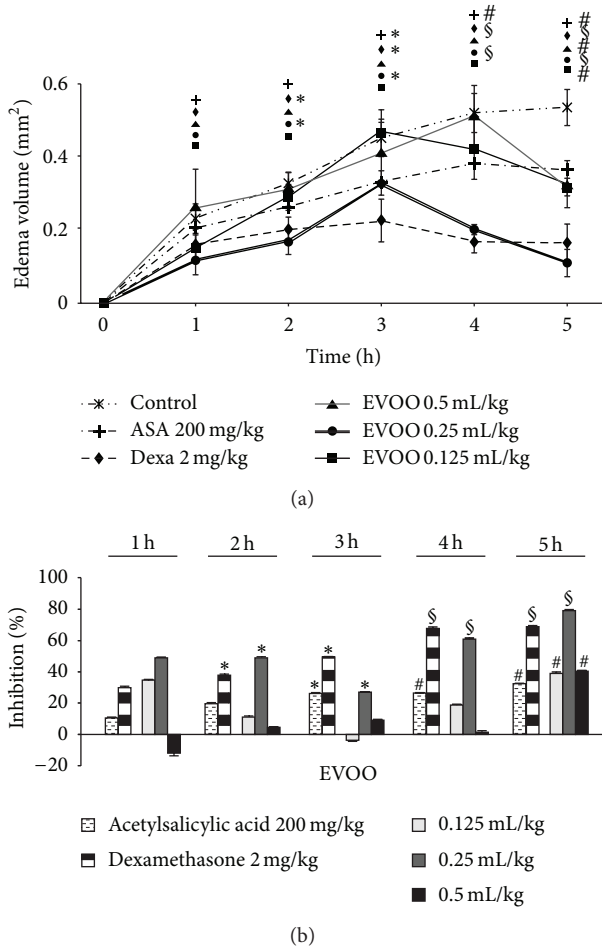 +
+
+ *
+ #
+ #
*
*
§
§
#
*
*
§
§
#
0.6
0.4
0.2
0
Edema volume (mm²)
0 1 2 3 4 5
Time (h)
Control
EVOO 0.5 mL/kg
ASA 200 mg/kg
EVOO 0.25 mL/kg
Dexa 2 mg/kg
EVOO 0.125 mL/kg
(a)
1 h 2 h 3 h 4 h 5 h
100
80
60
40
20
0
−20
Inhibition (%)
* * * * * # § § # § # § #
EVOO
Acetylsalicylic acid 200 mg/kg
0.125 mL/kg
Dexamethasone 2 mg/kg
0.25 mL/kg
0.5 mL/kg
(b)